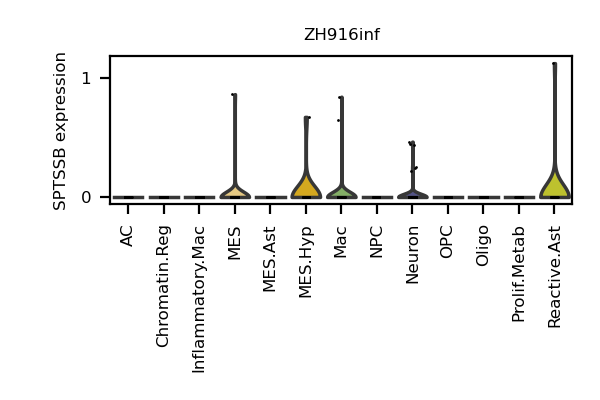 ZH916inf
SPTSSB expression
1
0
AC
Chromatin.Reg
Inflammatory.Mac
MES
MES.Ast
MES.Hyp
Mac
NPC
Neuron
OPC
Oligo
Prolif.Metab
Reactive.Ast